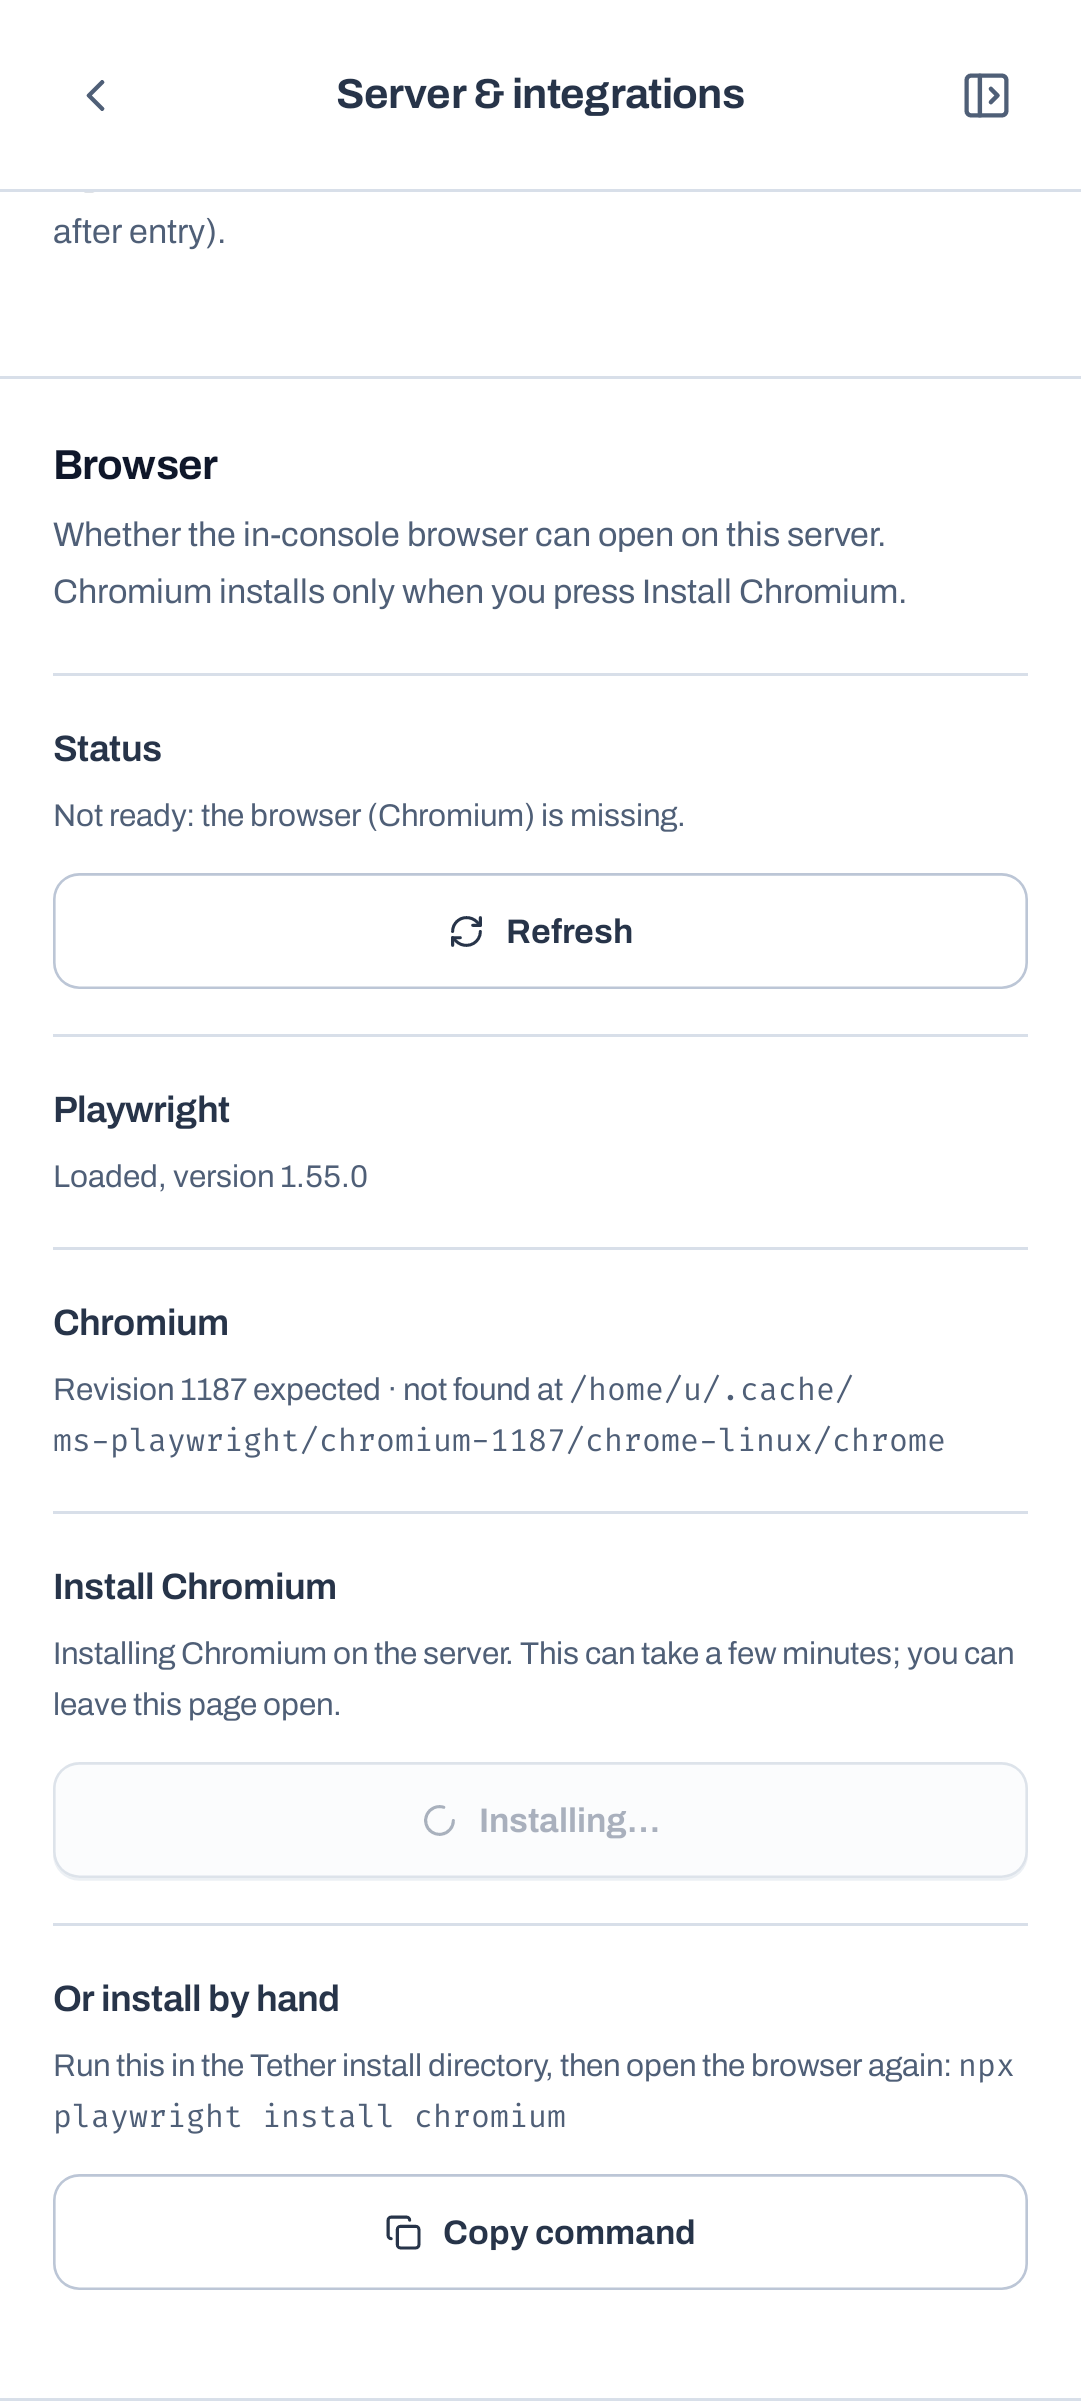 Server & integrations
after entry).
Browser
Whether the in-console browser can open on this server.
Chromium installs only when you press Install Chromium.
Status
Not ready: the browser (Chromium) is missing.
Refresh
Playwright
Loaded, version 1.55.0
Chromium
Revision 1187 expected · not found at /home/u/.cache/
ms-playwright/chromium-1187/chrome-linux/chrome
Install Chromium
Installing Chromium on the server. This can take a few minutes; you can
leave this page open.
Installing...
Or install by hand
Run this in the Tether install directory, then open the browser again: npx
playwright install chromium
Copy command